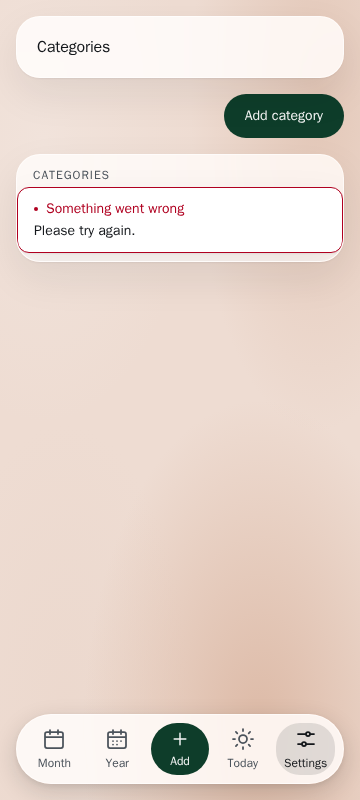 Categories
Add category
CATEGORIES
• Something went wrong
Please try again.
Month
Year
Add
Today
Settings